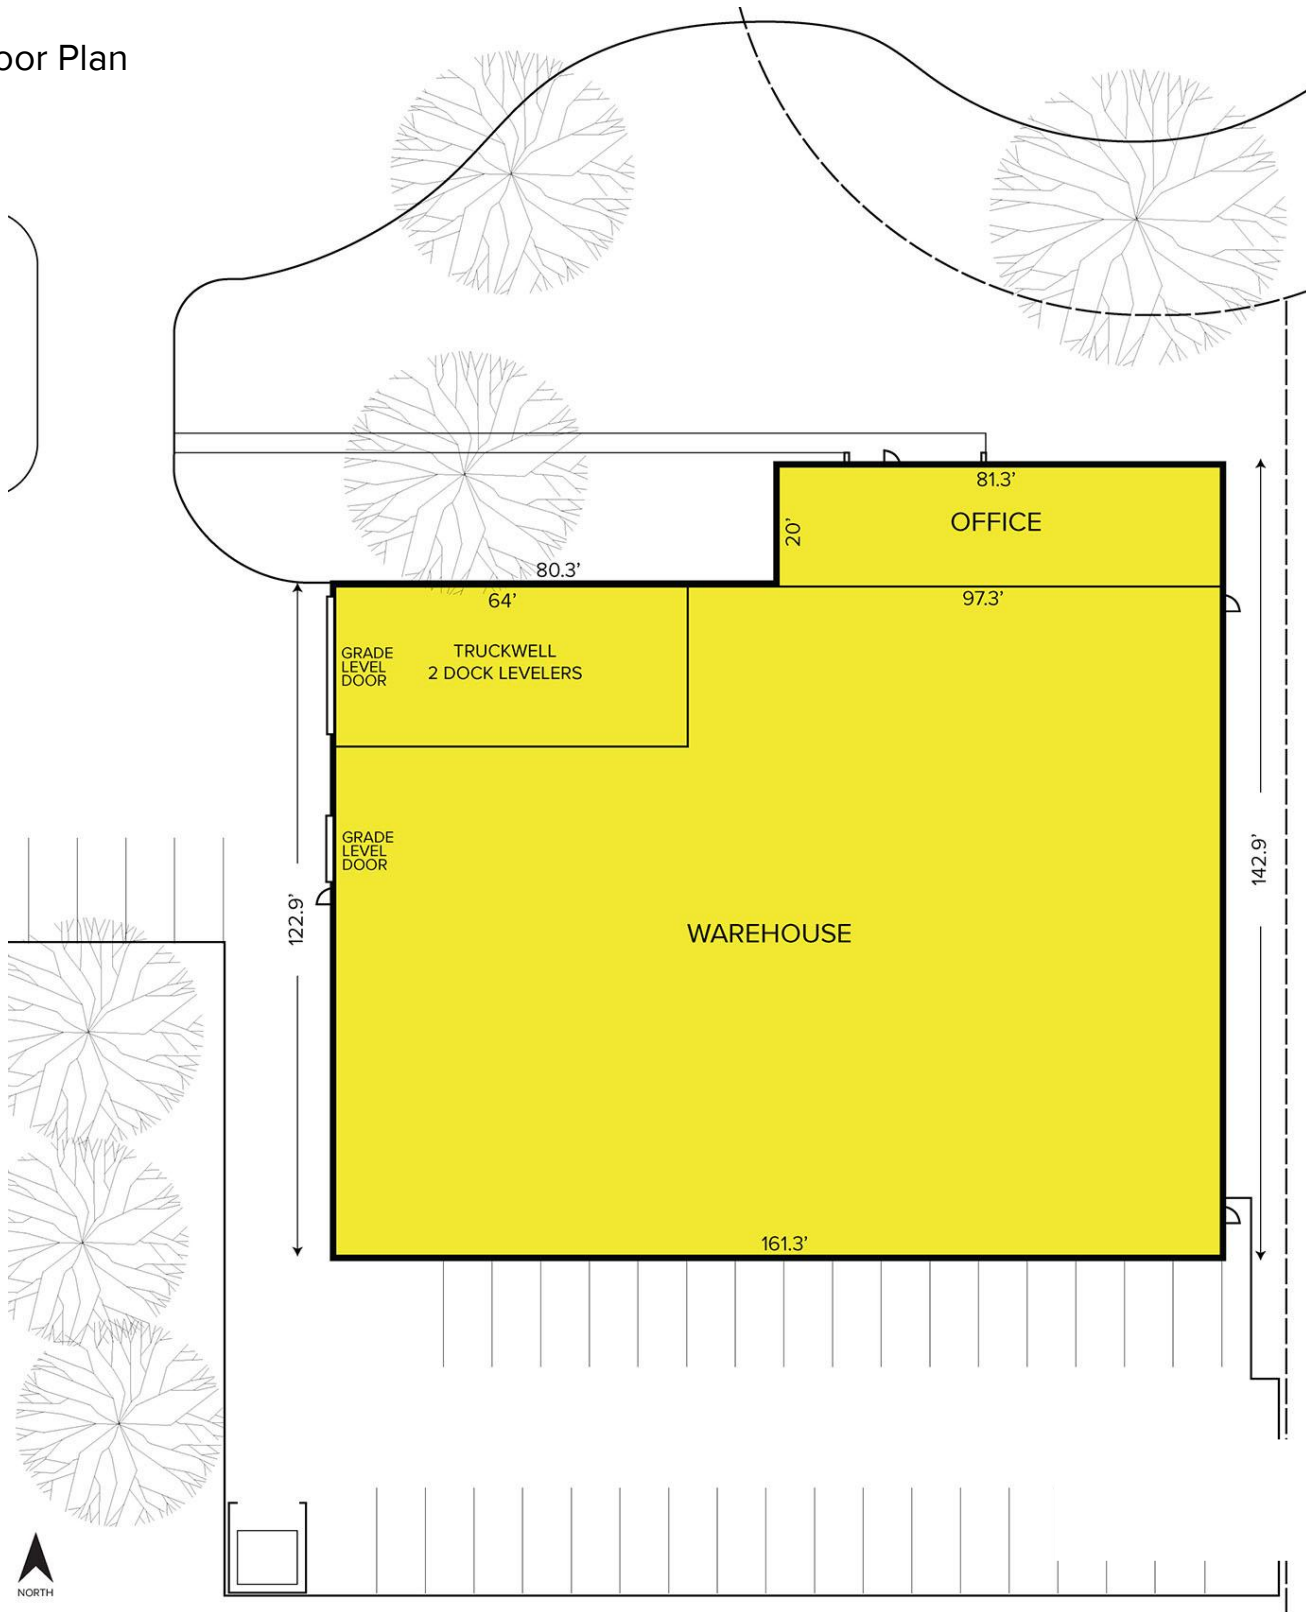 oor Plan
81.3’
OFFICE
20’
80.3’
64’
97.3’
GRADE
LEVEL
DOOR
TRUCKWELL
2 DOCK LEVELERS
GRADE
LEVEL
DOOR
142.9’
122.9’
WAREHOUSE
161.3’
NORTH